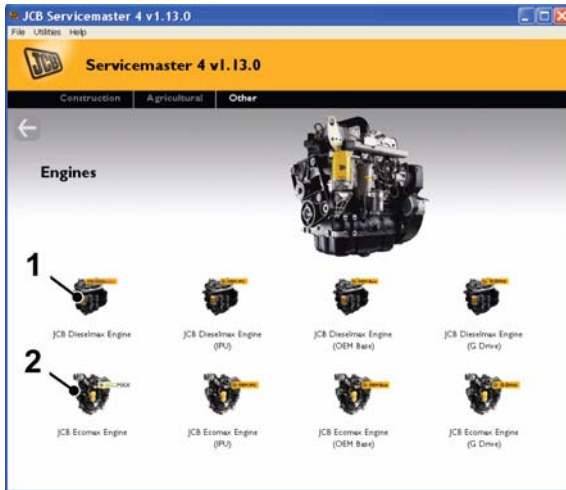 JCB Servicemaster 4 v1.13.0
File Utilities Help
JCB
Servicemaster 4 v1.13.0
Construction Agricultural Other
Engines
1
JCB Dieselmax Engine
JCB Dieselmax Engine
(IPU)
JCB Dieselmax Engine
(OEM Base)
JCB Dieselmax Engine
(G Drive)
2
JCB Ecomax Engine
JCB Ecomax Engine
(IPU)
JCB Ecomax Engine
(OEM Base)
JCB Ecomax Engine
(G Drive)